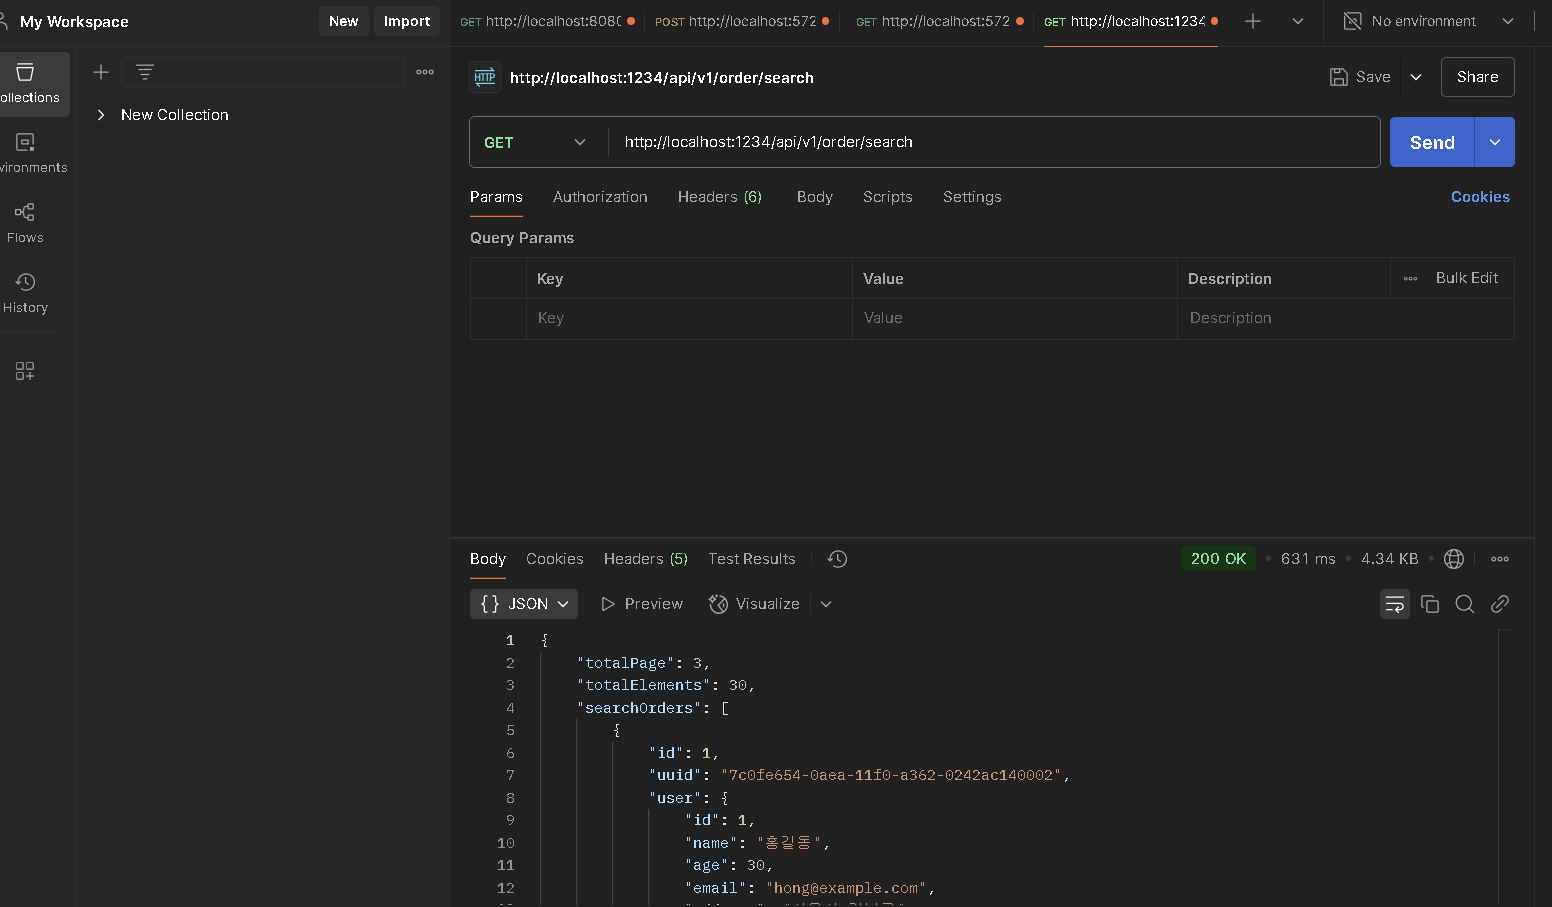 My Workspace
New
Import
GET http://localhost:8080
POST http://localhost:572
GET http://localhost:572
GET http://localhost:1234
No environment
ollections
vironments
Flows
History
New Collection
HTTP
http://localhost:1234/api/v1/order/search
Save
Share
GET
http://localhost:1234/api/v1/order/search
Send
Params
Authorization
Headers (6)
Body
Scripts
Settings
Cookies
Query Params
Key
Value
Description
Bulk Edit
Key
Value
Description
Body
Cookies
Headers (5)
Test Results
200 OK
631 ms
4.34 KB
{} JSON
Preview
Visualize
1 {
2 "totalPage": 3,
3 "totalElements": 30,
4 "searchOrders": [
5 {
6 "id": 1,
7 "uuid": "7c0fe654-0aea-11f0-a362-0242ac140002",
8 "user": {
9 "id": 1,
10 "name": "홍길동",
11 "age": 30,
12 "email": "hong@example.com",